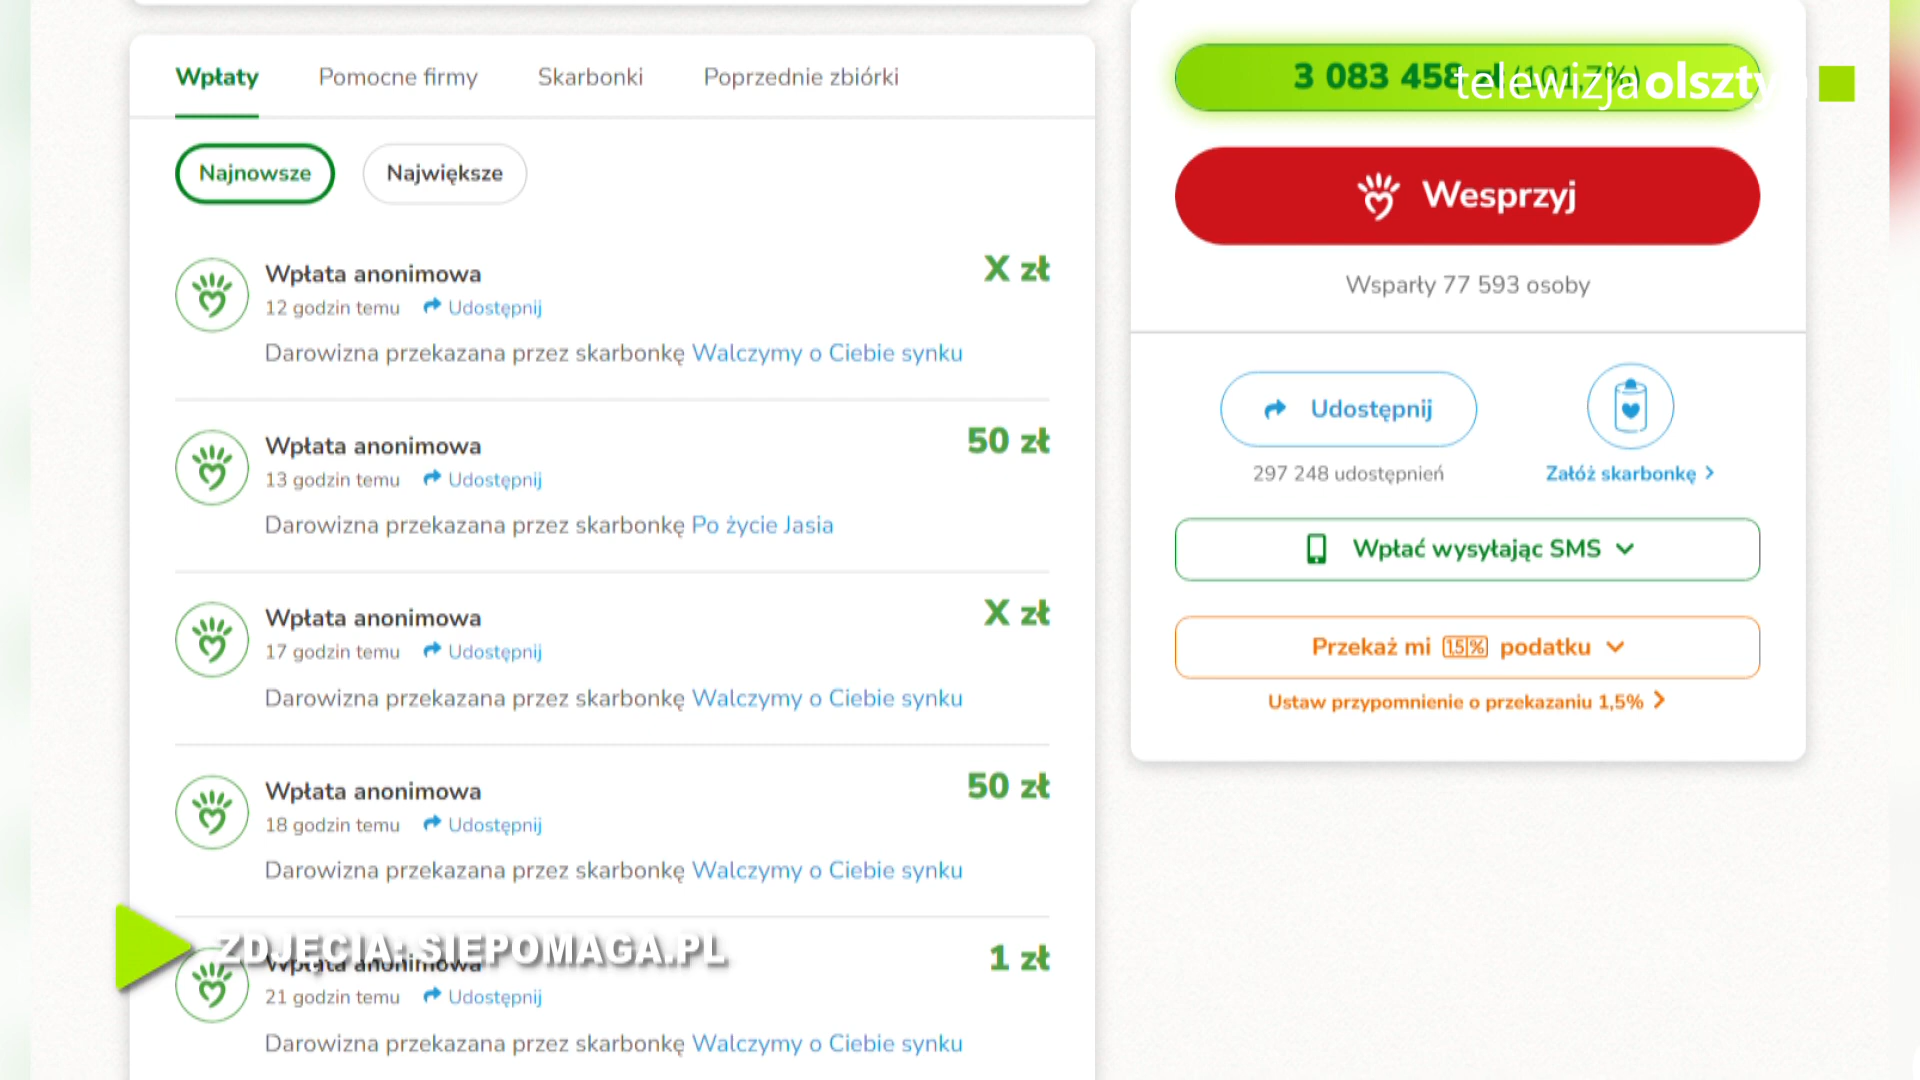 Wpłaty Pomocne firmy Skarbonki Poprzednie zbiórki
Najnowsze Największe
Wpłata anonimowa X zł
12 godzin temu Udostępnij
Darowizna przekazana przez skarbonkę Walczymy o Ciebie synku
Wpłata anonimowa 50 zł
13 godzin temu Udostępnij
Darowizna przekazana przez skarbonkę Po życie Jasia
Wpłata anonimowa X zł
17 godzin temu Udostępnij
Darowizna przekazana przez skarbonkę Walczymy o Ciebie synku
Wpłata anonimowa 50 zł
18 godzin temu Udostępnij
Darowizna przekazana przez skarbonkę Walczymy o Ciebie synku
ZDJĘCIA: SIEPOMAGA.PL
Wpłata anonimowa 1 zł
21 godzin temu Udostępnij
Darowizna przekazana przez skarbonkę Walczymy o Ciebie synku
3 083 458 zł (101,7%)
telewizja olsztyn
Wesprzyj
Wsparły 77 593 osoby
Udostępnij
297 248 udostępnień
Załóż skarbonkę
Wpłać wysyłając SMS
Przekaż mi 1,5% podatku
Ustaw przypomnienie o przekazaniu 1,5%